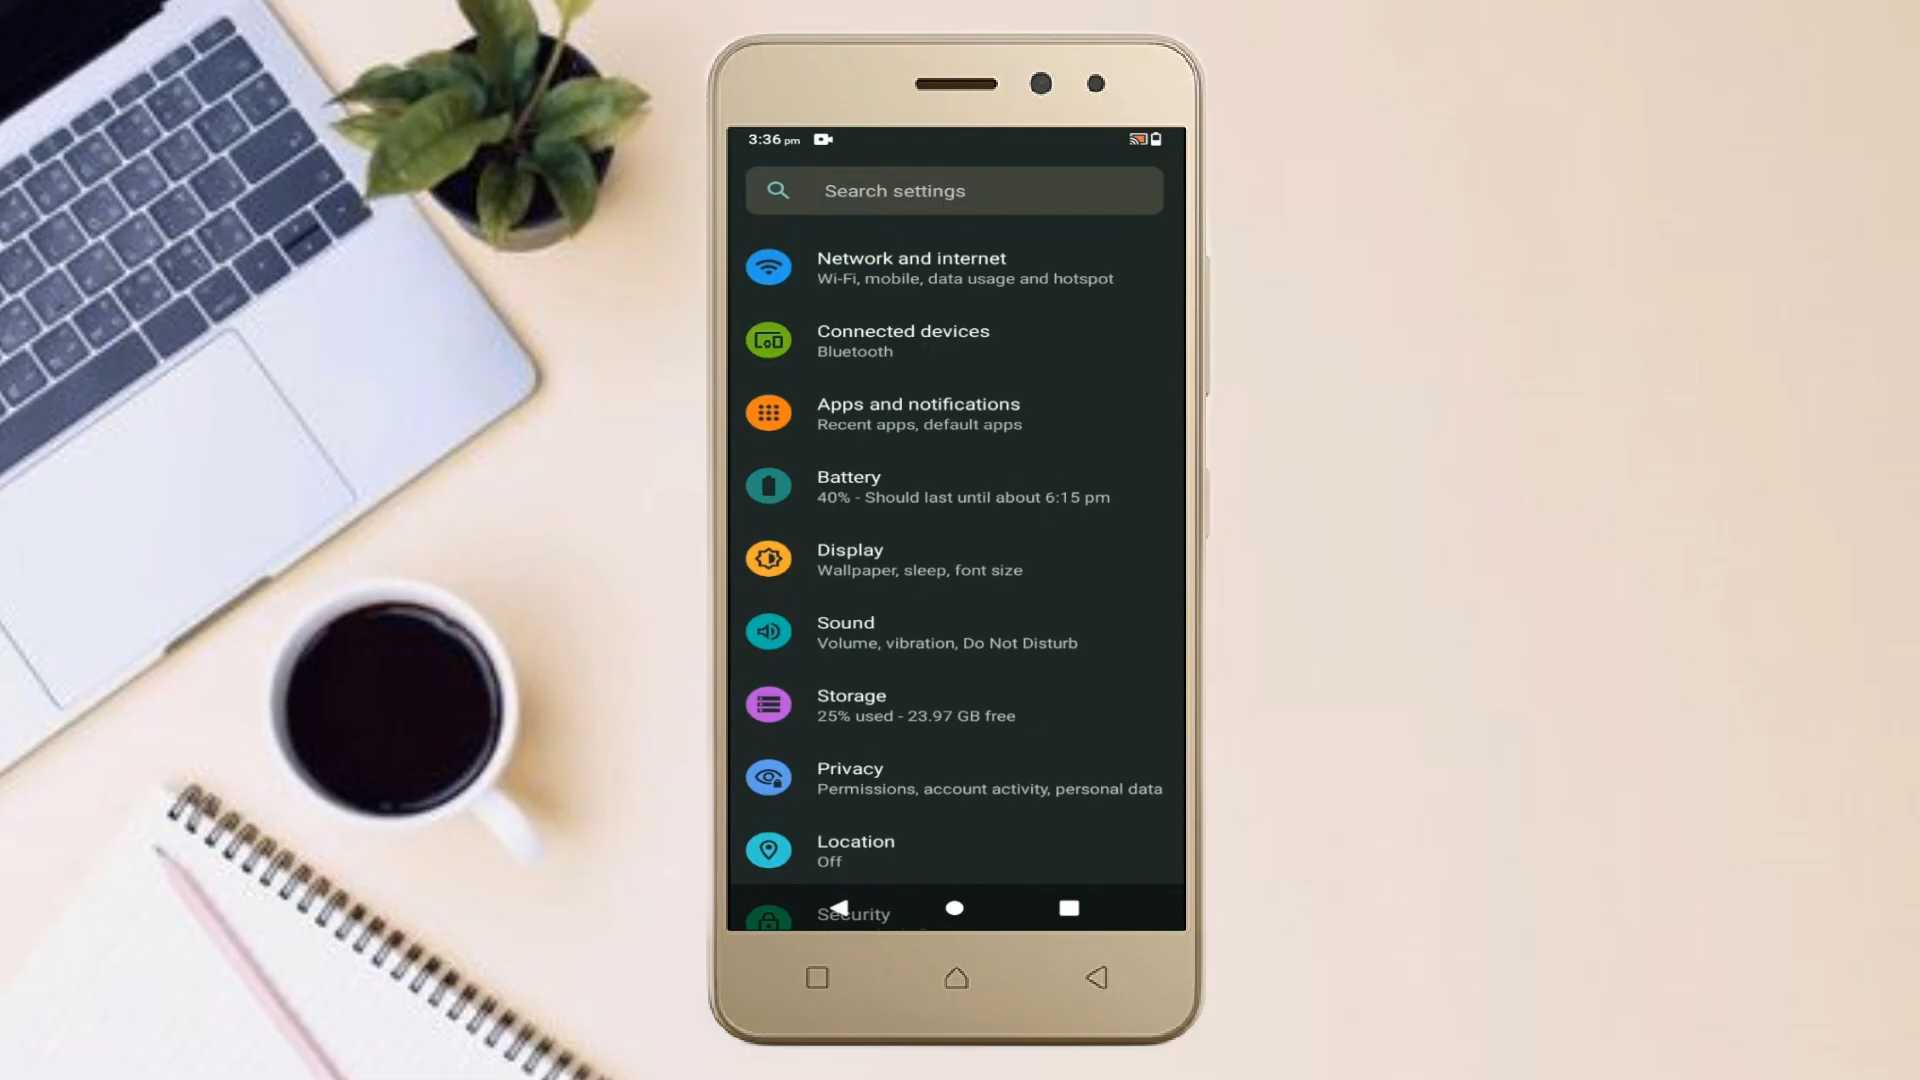 3:36 pm
Search settings
Network and internet
Wi-Fi, mobile, data usage and hotspot
Connected devices
Bluetooth
Apps and notifications
Recent apps, default apps
Battery
40% - Should last until about 6:15 pm
Display
Wallpaper, sleep, font size
Sound
Volume, vibration, Do Not Disturb
Storage
25% used - 23.97 GB free
Privacy
Permissions, account activity, personal data
Location
Off
Security